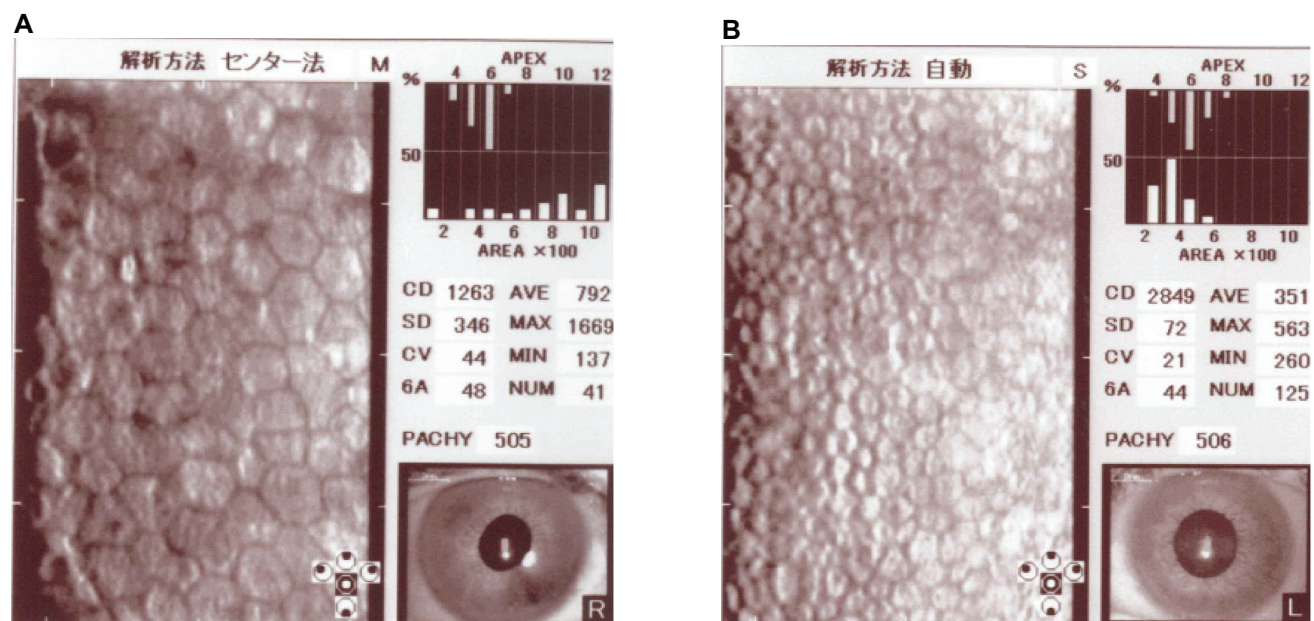 A
解析方法 センター法 M
APEX
% 4 6 8 10 12
50
2 4 6 8 10
AREA ×100
CD 1263 AVE 792
SD 346 MAX 1669
CV 44 MIN 137
6A 48 NUM 41
PACHY 505
R
B
解析方法 自動 S
APEX
% 4 6 8 10 12
50
2 4 6 8 10
AREA ×100
CD 2849 AVE 351
SD 72 MAX 563
CV 21 MIN 260
6A 44 NUM 125
PACHY 506
L